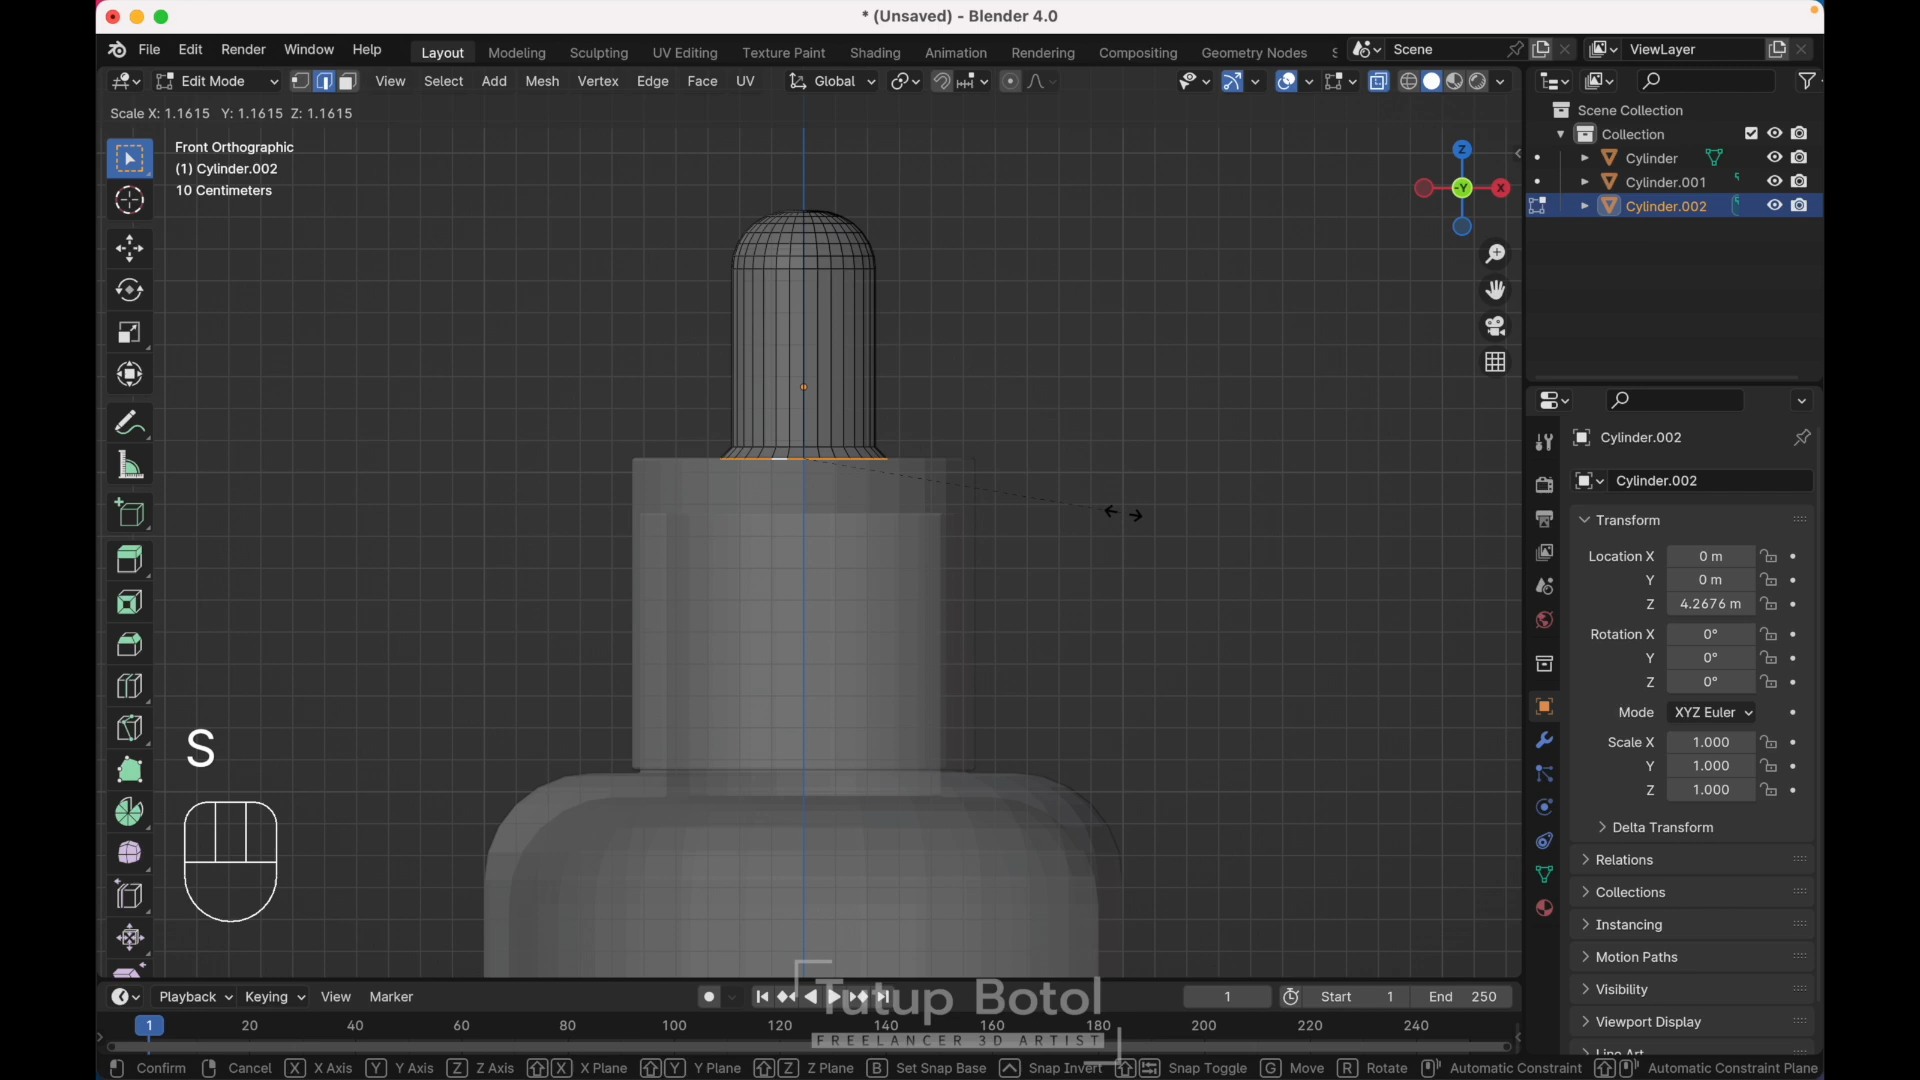 * (Unsaved) - Blender 4.0
File Edit Render Window Help Layout Modeling Sculpting UV Editing Texture Paint Shading Animation Rendering Compositing Geometry Nodes S Scene ViewLayer
Edit Mode View Select Add Mesh Vertex Edge Face UV Global
Scale X: 1.1615 Y: 1.1615 Z: 1.1615
Front Orthographic
(1) Cylinder.002
10 Centimeters
Z
-Y
X
S
Scene Collection
Collection
Cylinder
Cylinder.001
Cylinder.002
Cylinder.002
Cylinder.002
Transform
Location X 0 m
Y 0 m
Z 4.2676 m
Rotation X 0°
Y 0°
Z 0°
Mode XYZ Euler
Scale X 1.000
Y 1.000
Z 1.000
Delta Transform
Relations
Collections
Instancing
Motion Paths
Visibility
Viewport Display
Line Art
Playback Keying View Marker 1 Start 1 End 250
Tutup Botol
FREELANCER 3D ARTIST
1 20 40 60 80 100 120 140 160 180 200 220 240
Confirm Cancel X X Axis Y Y Axis Z Z Axis X X Plane Y Y Plane Z Z Plane B Set Snap Base Snap Invert Snap Toggle G Move R Rotate Automatic Constraint Automatic Constraint Plane